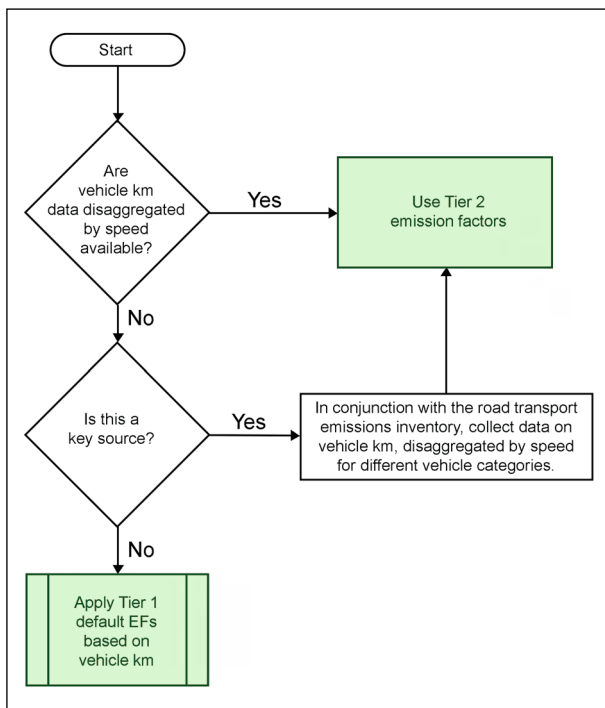 Start
Are
vehicle km
data disaggregated
by speed
available?
Yes
Use Tier 2
emission factors
No
Is this a
key source?
Yes
In conjunction with the road transport
emissions inventory, collect data on
vehicle km, disaggregated by speed
for different vehicle categories.
No
Apply Tier 1
default EFs
based on
vehicle km